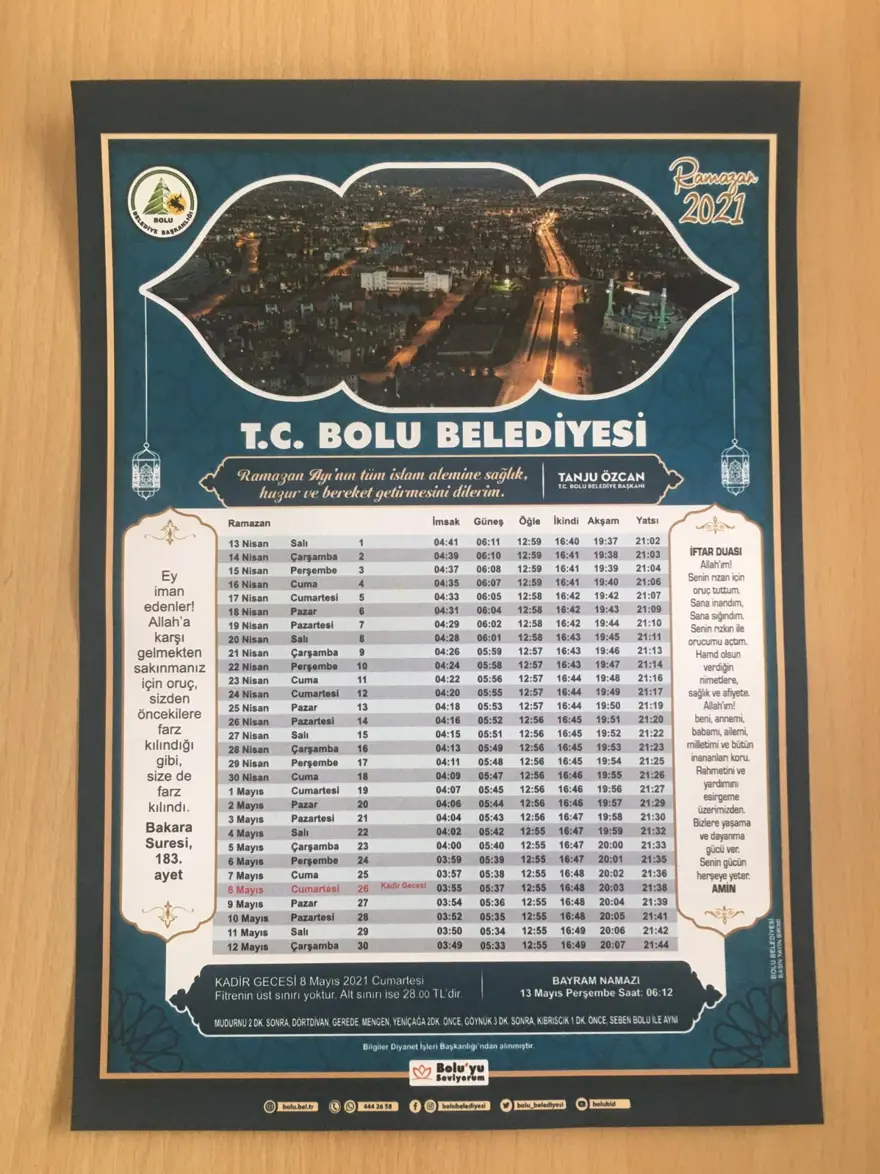 BOLU
BELEDİYE BAŞKANLIĞI
Ramazan
2021
T.C. BOLU BELEDİYESİ
Ramazan Ayı'nın tüm islam alemine sağlık,
huzur ve bereket getirmesini dilerim.
TANJU ÖZCAN
T.C. BOLU BELEDİYE BAŞKANI
Ey
iman
edenler!
Allah'a
karşı
gelmekten
sakınmanız
için oruç,
sizden
öncekilere
farz
kılındığı
gibi,
size de
farz
kılındı.
Bakara
Suresi,
183.
ayet
Ramazan İmsak Güneş Öğle İkindi Akşam Yatsı
13 Nisan Salı 1 04:41 06:11 12:59 16:40 19:37 21:02
14 Nisan Çarşamba 2 04:39 06:10 12:59 16:41 19:38 21:03
15 Nisan Perşembe 3 04:37 06:08 12:59 16:41 19:39 21:04
16 Nisan Cuma 4 04:35 06:07 12:59 16:41 19:40 21:06
17 Nisan Cumartesi 5 04:33 06:05 12:58 16:42 19:42 21:07
18 Nisan Pazar 6 04:31 06:04 12:58 16:42 19:43 21:09
19 Nisan Pazartesi 7 04:29 06:02 12:58 16:42 19:44 21:10
20 Nisan Salı 8 04:28 06:01 12:58 16:43 19:45 21:11
21 Nisan Çarşamba 9 04:26 05:59 12:57 16:43 19:46 21:13
22 Nisan Perşembe 10 04:24 05:58 12:57 16:43 19:47 21:14
23 Nisan Cuma 11 04:22 05:56 12:57 16:44 19:48 21:16
24 Nisan Cumartesi 12 04:20 05:55 12:57 16:44 19:49 21:17
25 Nisan Pazar 13 04:18 05:53 12:57 16:44 19:50 21:19
26 Nisan Pazartesi 14 04:16 05:52 12:56 16:45 19:51 21:20
27 Nisan Salı 15 04:15 05:51 12:56 16:45 19:52 21:22
28 Nisan Çarşamba 16 04:13 05:49 12:56 16:45 19:53 21:23
29 Nisan Perşembe 17 04:11 05:48 12:56 16:45 19:54 21:25
30 Nisan Cuma 18 04:09 05:47 12:56 16:46 19:55 21:26
1 Mayıs Cumartesi 19 04:07 05:45 12:56 16:46 19:56 21:27
2 Mayıs Pazar 20 04:06 05:44 12:56 16:46 19:57 21:29
3 Mayıs Pazartesi 21 04:04 05:43 12:56 16:47 19:58 21:30
4 Mayıs Salı 22 04:02 05:42 12:55 16:47 19:59 21:32
5 Mayıs Çarşamba 23 04:00 05:40 12:55 16:47 20:00 21:33
6 Mayıs Perşembe 24 03:59 05:39 12:55 16:47 20:01 21:35
7 Mayıs Cuma 25 03:57 05:38 12:55 16:48 20:02 21:36
8 Mayıs Cumartesi 26 Kadir Gecesi 03:55 05:37 12:55 16:48 20:03 21:38
9 Mayıs Pazar 27 03:54 05:36 12:55 16:48 20:04 21:39
10 Mayıs Pazartesi 28 03:52 05:35 12:55 16:48 20:05 21:41
11 Mayıs Salı 29 03:50 05:34 12:55 16:49 20:06 21:42
12 Mayıs Çarşamba 30 03:49 05:33 12:55 16:49 20:07 21:44
İFTAR DUASI
Allah'ım!
Senin rızan için
oruç tuttum.
Sana inandım,
Sana sığındım,
Senin rızkın ile
orucumu açtım.
Hamd olsun
verdiğin
nimetlere,
sağlık ve afiyete.
Allah'ım!
beni, annemi,
babamı, ailemi,
milletimi ve bütün
inananları koru.
Rahmetini ve
yardımını
esirgeme
üzerimizden.
Bizlere yaşama
ve dayanma
gücü ver.
Senin gücün
herşeye yeter.
AMİN
BOLU BELEDİYESİ
BASIN YAYIN BİRİMİ
KADİR GECESİ 8 Mayıs 2021 Cumartesi
Fitrenin üst sınırı yoktur. Alt sınırı ise 28.00 TL'dir.
BAYRAM NAMAZI
13 Mayıs Perşembe Saat: 06:12
MUDURNU 2 DK. SONRA, DÖRTDİVAN, GEREDE, MENGEN, YENİÇAĞA 2DK. ÖNCE, GÖYNÜK 3 DK. SONRA, KIBRISCIK 1 DK. ÖNCE, SEBEN BOLU İLE AYNI
Bilgiler Diyanet İşleri Başkanlığı'ndan alınmıştır.
Bolu'yu
Seviyorum
bolu.bel.tr 444 26 58 bolubelediyesi bolu_belediyesi bolubld